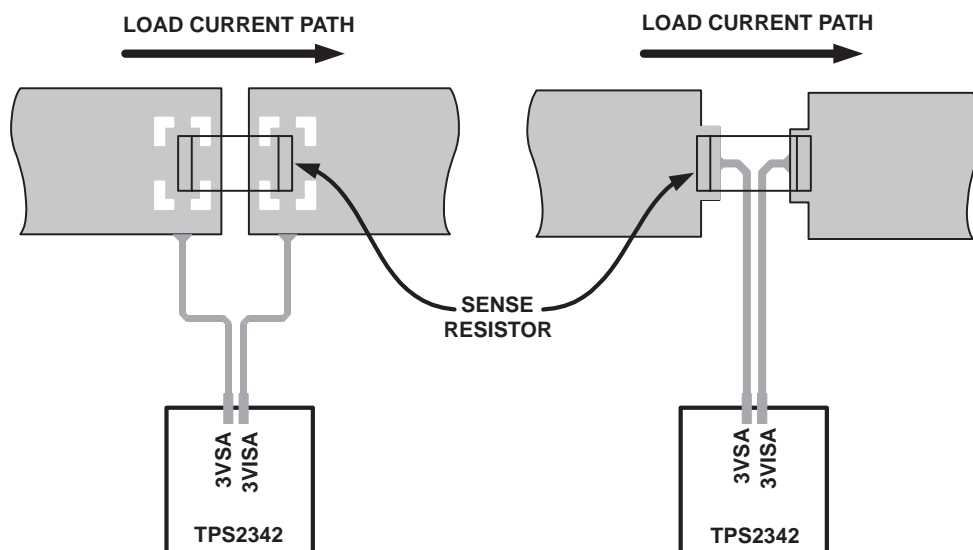 LOAD CURRENT PATH
LOAD CURRENT PATH
SENSE
RESISTOR
3VSA
3VISA
TPS2342
3VSA
3VISA
TPS2342